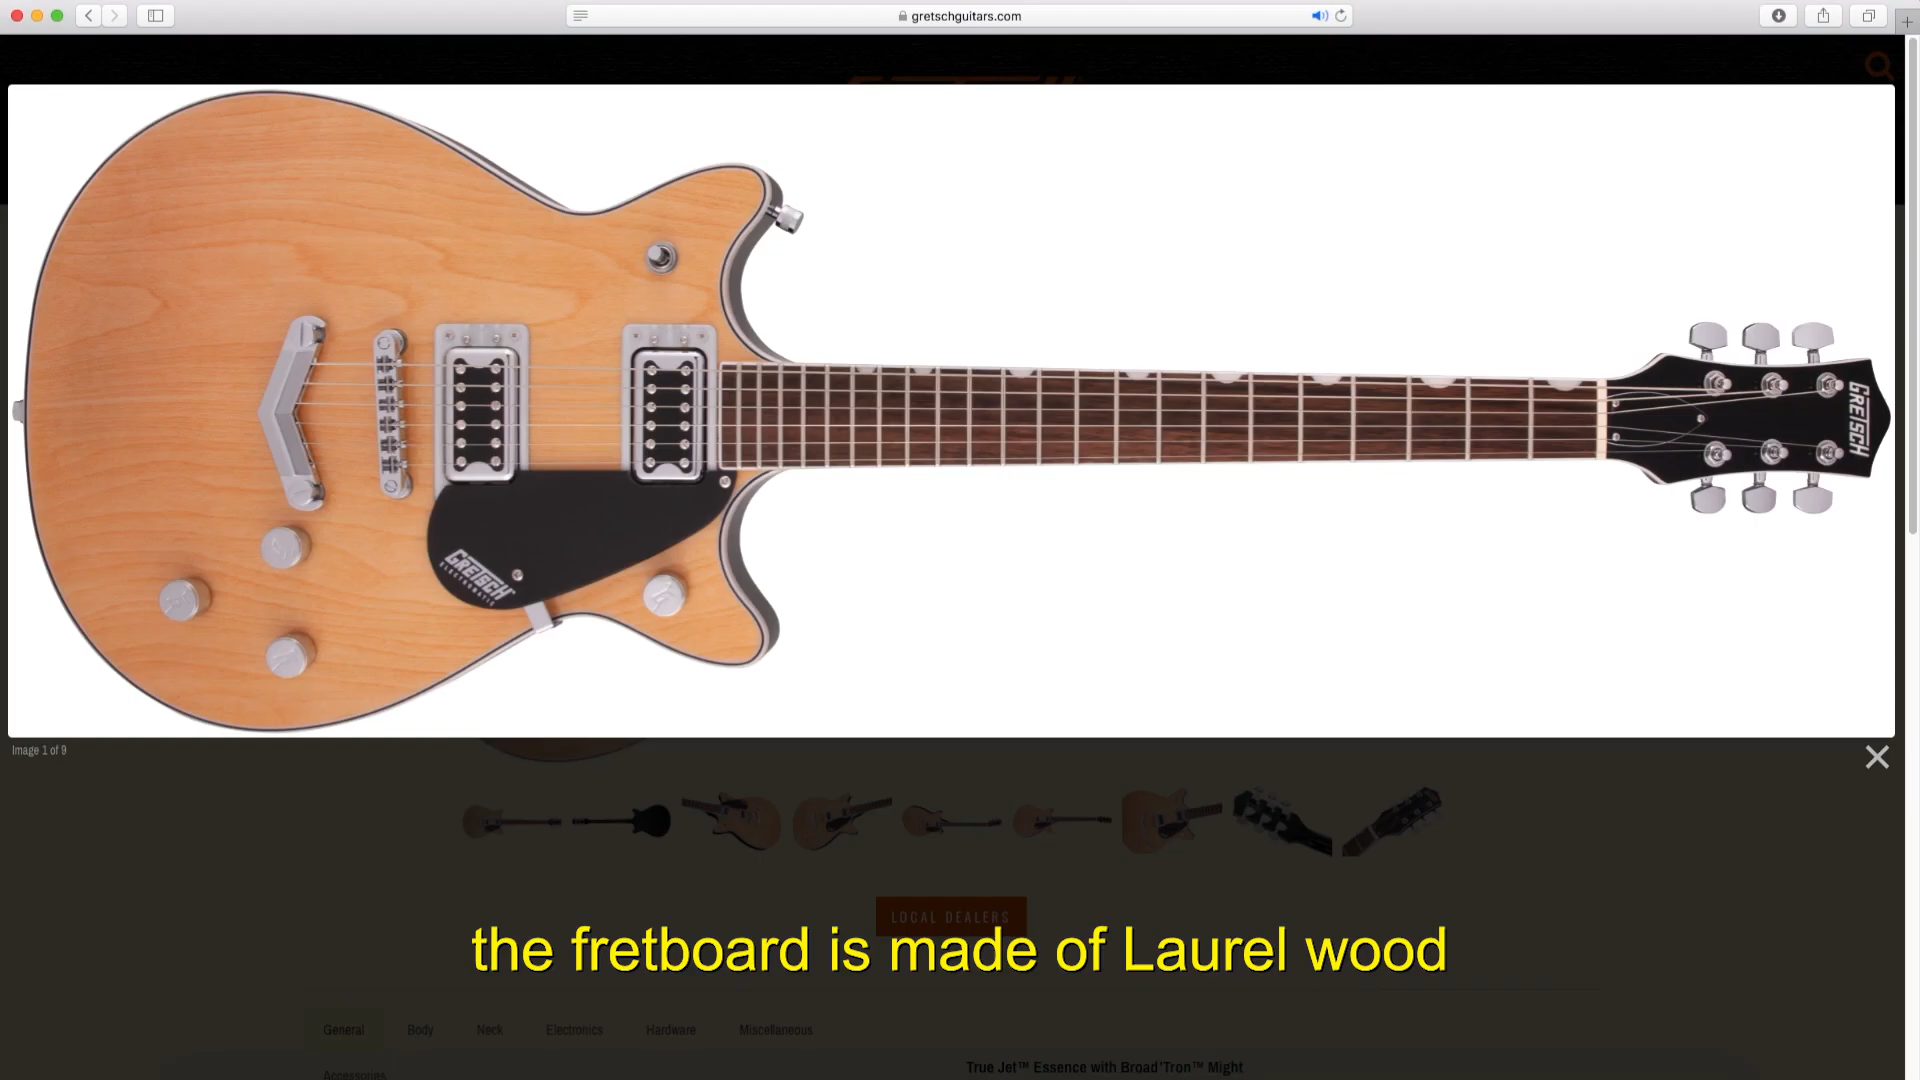 gretschguitars.com
GRETSCH
GRETSCH
ELECTROMATIC
Image 1 of 9
LOCAL DEALERS
the fretboard is made of Laurel wood
General Body Neck Electronics Hardware Miscellaneous
Accessories
True Jet™ Essence with Broad'Tron™ Might